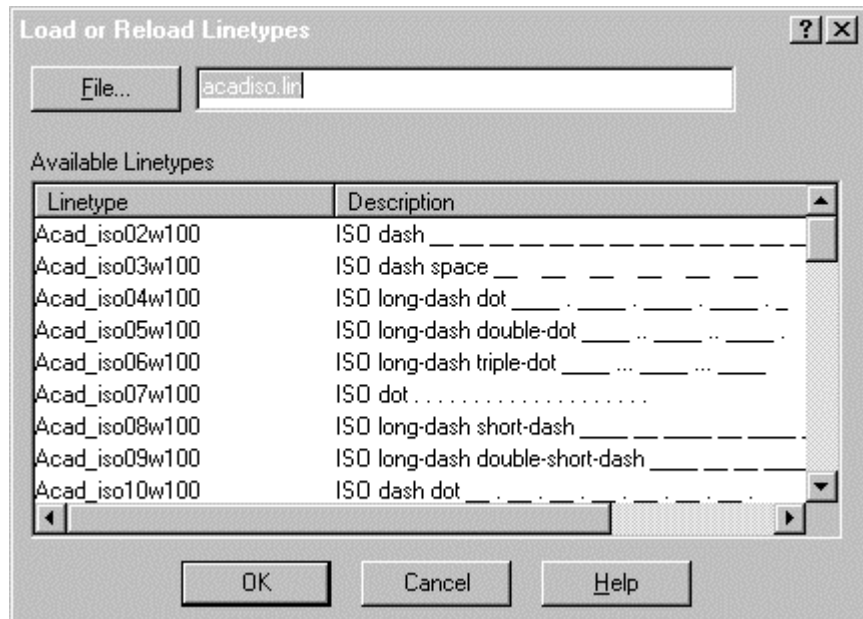 Load or Reload Linetypes
File...
acadiso.lin
Available Linetypes
Linetype Description
Acad_iso02w100 ISO dash __ __ __ __ __ __ __ __ __ __ __ __
Acad_iso03w100 ISO dash space __ __ __ __ __ __
Acad_iso04w100 ISO long-dash dot ____ . ____ . ____ . ____ . _
Acad_iso05w100 ISO long-dash double-dot ____ .. ____ .. ____ .
Acad_iso06w100 ISO long-dash triple-dot ____ ... ____ ... ____
Acad_iso07w100 ISO dot . . . . . . . . . . . . . . . . . . . .
Acad_iso08w100 ISO long-dash short-dash ____ __ ____ __ ____
Acad_iso09w100 ISO long-dash double-short-dash ____ __ __ ____
Acad_iso10w100 ISO dash dot __ . __ . __ . __ . __ . __ .
OK Cancel Help